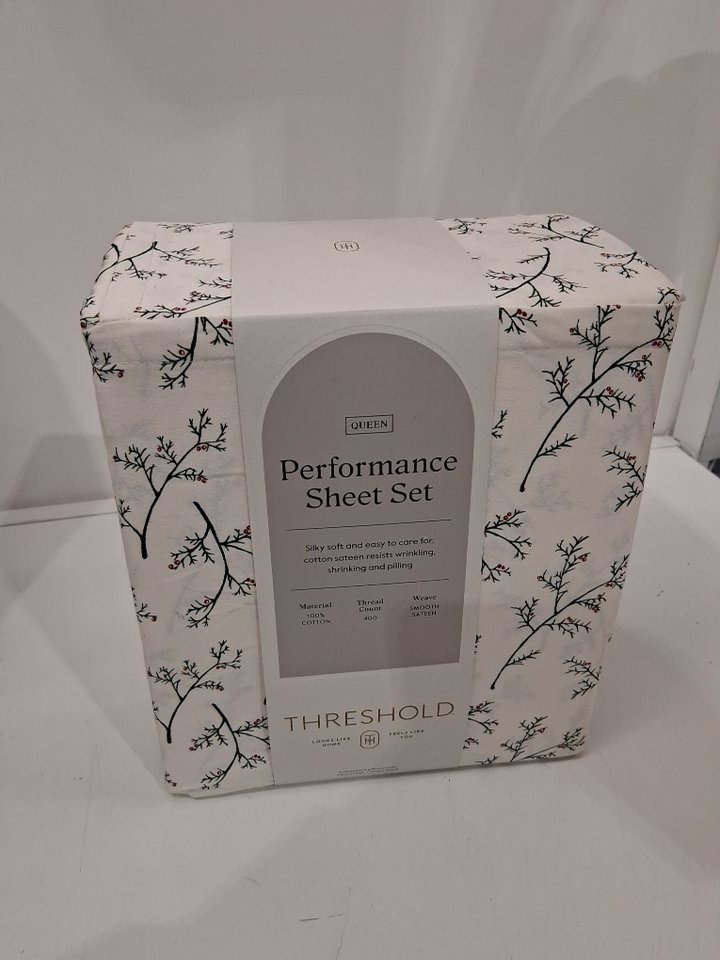 QUEEN
Performance
Sheet Set
Silky soft and easy to care for,
cotton sateen resists wrinkling,
shrinking and pilling
Material
100%
COTTON
Thread
Count
400
Weave
SMOOTH
SATEEN
THRESHOLD
LOOKS LIKE
HOME
FEELS LIKE
YOU